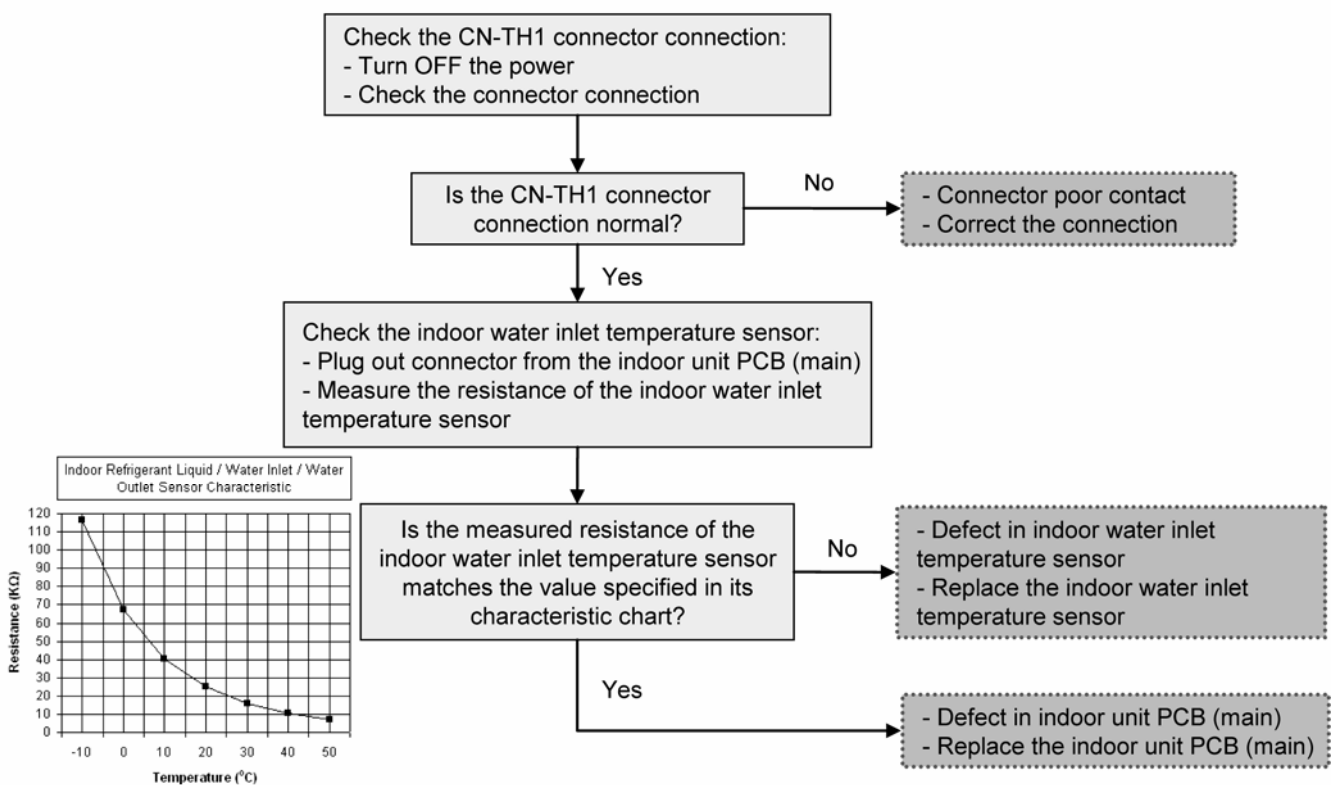 Check the CN-TH1 connector connection:
- Turn OFF the power
- Check the connector connection
Is the CN-TH1 connector
connection normal?
No
- Connector poor contact
- Correct the connection
Yes
Check the indoor water inlet temperature sensor:
- Plug out connector from the indoor unit PCB (main)
- Measure the resistance of the indoor water inlet
temperature sensor
Indoor Refrigerant Liquid / Water Inlet / Water
Outlet Sensor Characteristic
Resistance (KΩ)
120
110
100
90
80
70
60
50
40
30
20
10
0
-10 0 10 20 30 40 50
Temperature (⁰C)
Is the measured resistance of the
indoor water inlet temperature sensor
matches the value specified in its
characteristic chart?
No
- Defect in indoor water inlet
temperature sensor
- Replace the indoor water inlet
temperature sensor
Yes
- Defect in indoor unit PCB (main)
- Replace the indoor unit PCB (main)